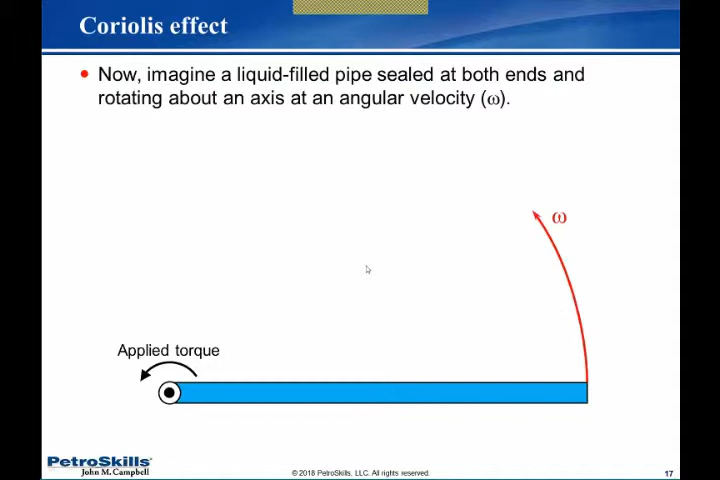 Coriolis effect
• Now, imagine a liquid-filled pipe sealed at both ends and
rotating about an axis at an angular velocity (ω).
ω
Applied torque
PetroSkills®
John M. Campbell
© 2018 PetroSkills, LLC. All rights reserved.
17